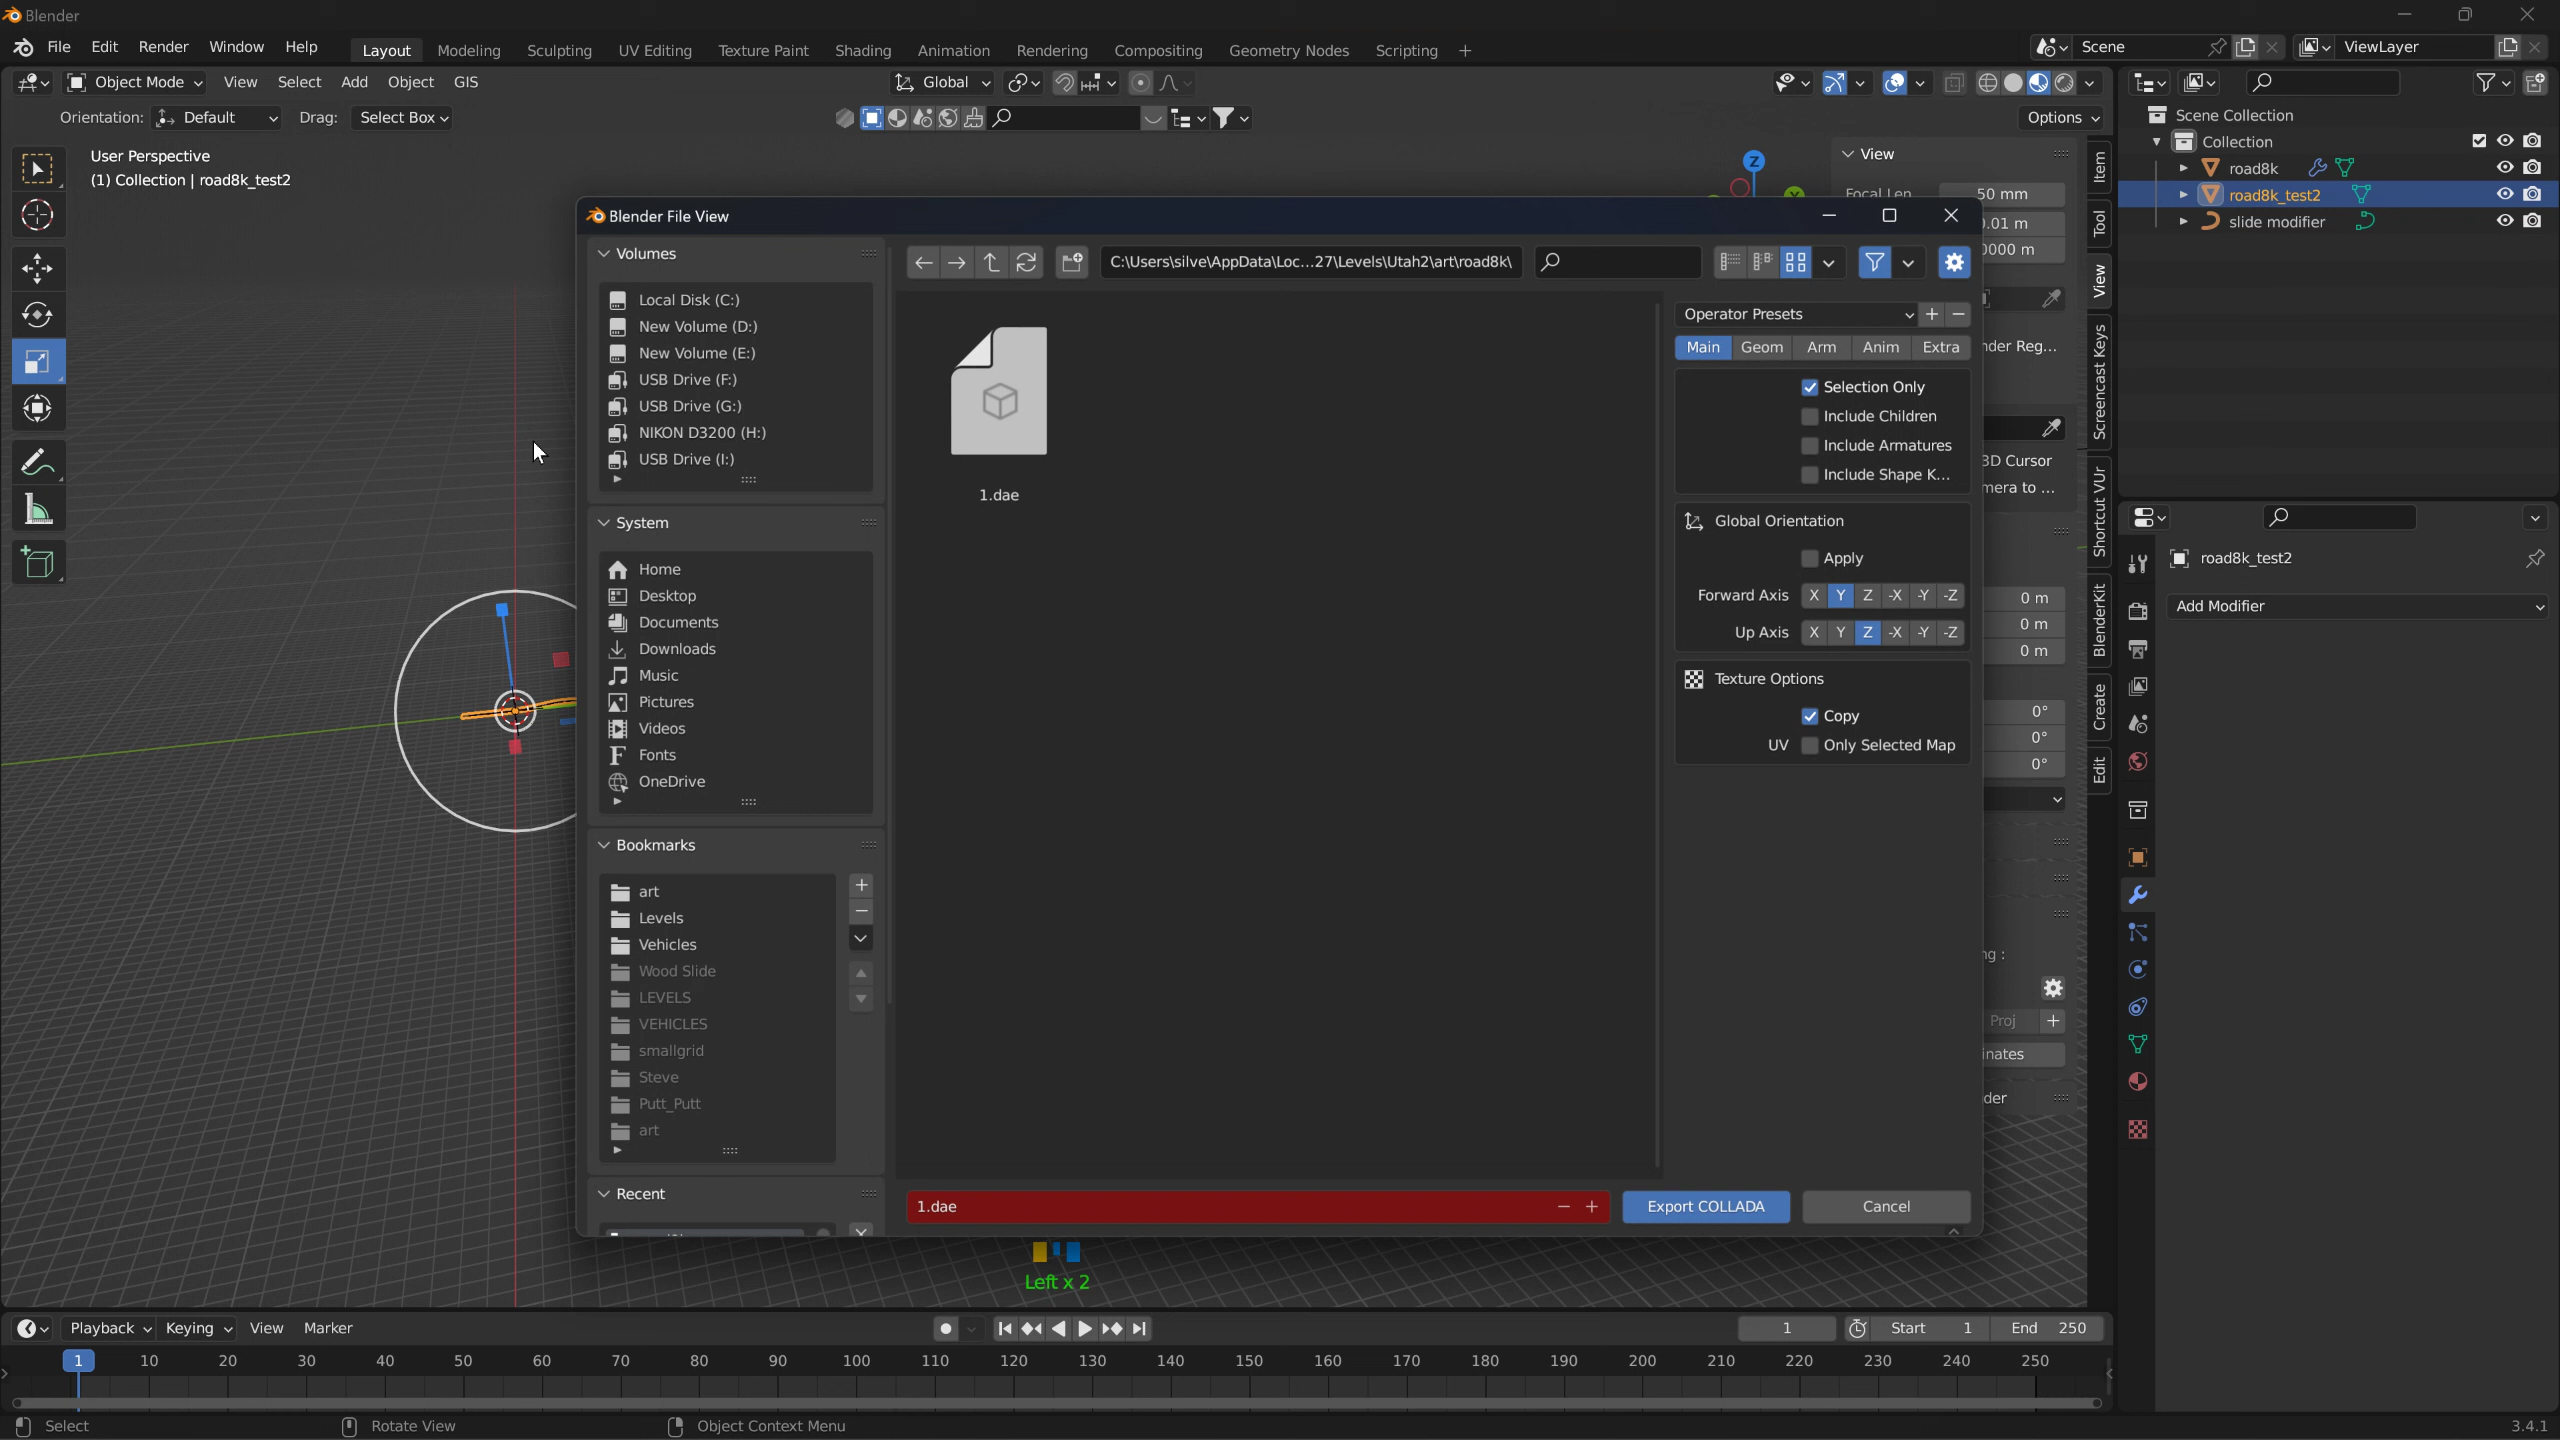 Blender
File Edit Render Window Help Layout Modeling Sculpting UV Editing Texture Paint Shading Animation Rendering Compositing Geometry Nodes Scripting + Scene ViewLayer
Object Mode View Select Add Object GIS Global
Orientation: Default Drag: Select Box Options
User Perspective
(1) Collection | road8k_test2
Z
View
Focal Len 50 mm
0.01 m
0000 m
nder Reg...
3D Cursor
mera to ...
0 m
0 m
0 m
0°
0°
0°
ng :
Proj +
inates
der
Item
Tool
View
Screencast Keys
Shortcut VUr
BlenderKit
Create
Edit
Scene Collection
Collection
road8k
road8k_test2
slide modifier
road8k_test2
Add Modifier
Blender File View
Volumes
Local Disk (C:)
New Volume (D:)
New Volume (E:)
USB Drive (F:)
USB Drive (G:)
NIKON D3200 (H:)
USB Drive (I:)
System
Home
Desktop
Documents
Downloads
Music
Pictures
Videos
Fonts
OneDrive
Bookmarks
art
Levels
Vehicles
Wood Slide
LEVELS
VEHICLES
smallgrid
Steve
Putt_Putt
art
Recent
C:\Users\silve\AppData\Loc...27\Levels\Utah2\art\road8k\
1.dae
Operator Presets
Main Geom Arm Anim Extra
Selection Only
Include Children
Include Armatures
Include Shape K...
Global Orientation
Apply
Forward Axis X Y Z -X -Y -Z
Up Axis X Y Z -X -Y -Z
Texture Options
Copy
UV Only Selected Map
1.dae
Export COLLADA Cancel
Left x 2
Playback Keying View Marker 1 Start 1 End 250
1 10 20 30 40 50 60 70 80 90 100 110 120 130 140 150 160 170 180 190 200 210 220 230 240 250
Select Rotate View Object Context Menu 3.4.1